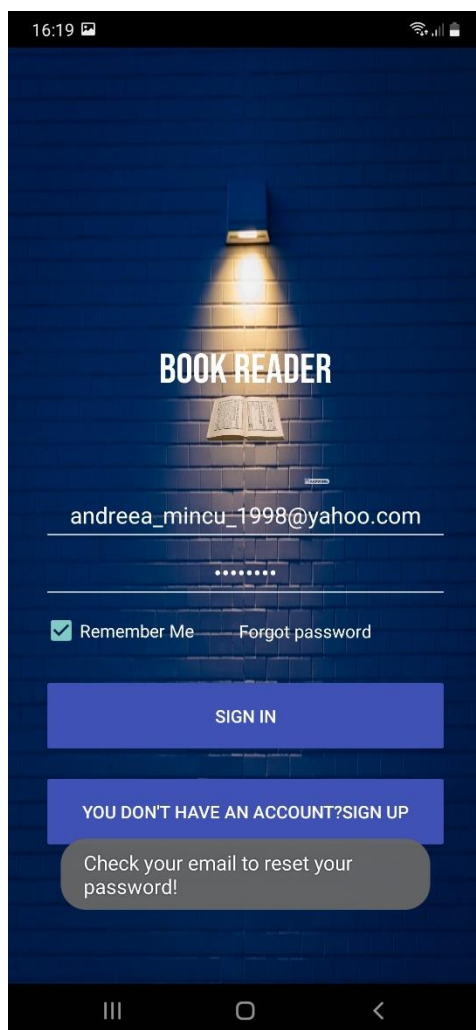 16:19
BOOK READER
andreea_mincu_1998@yahoo.com
••••••••
Remember Me Forgot password
SIGN IN
YOU DON'T HAVE AN ACCOUNT?SIGN UP
Check your email to reset your
password!